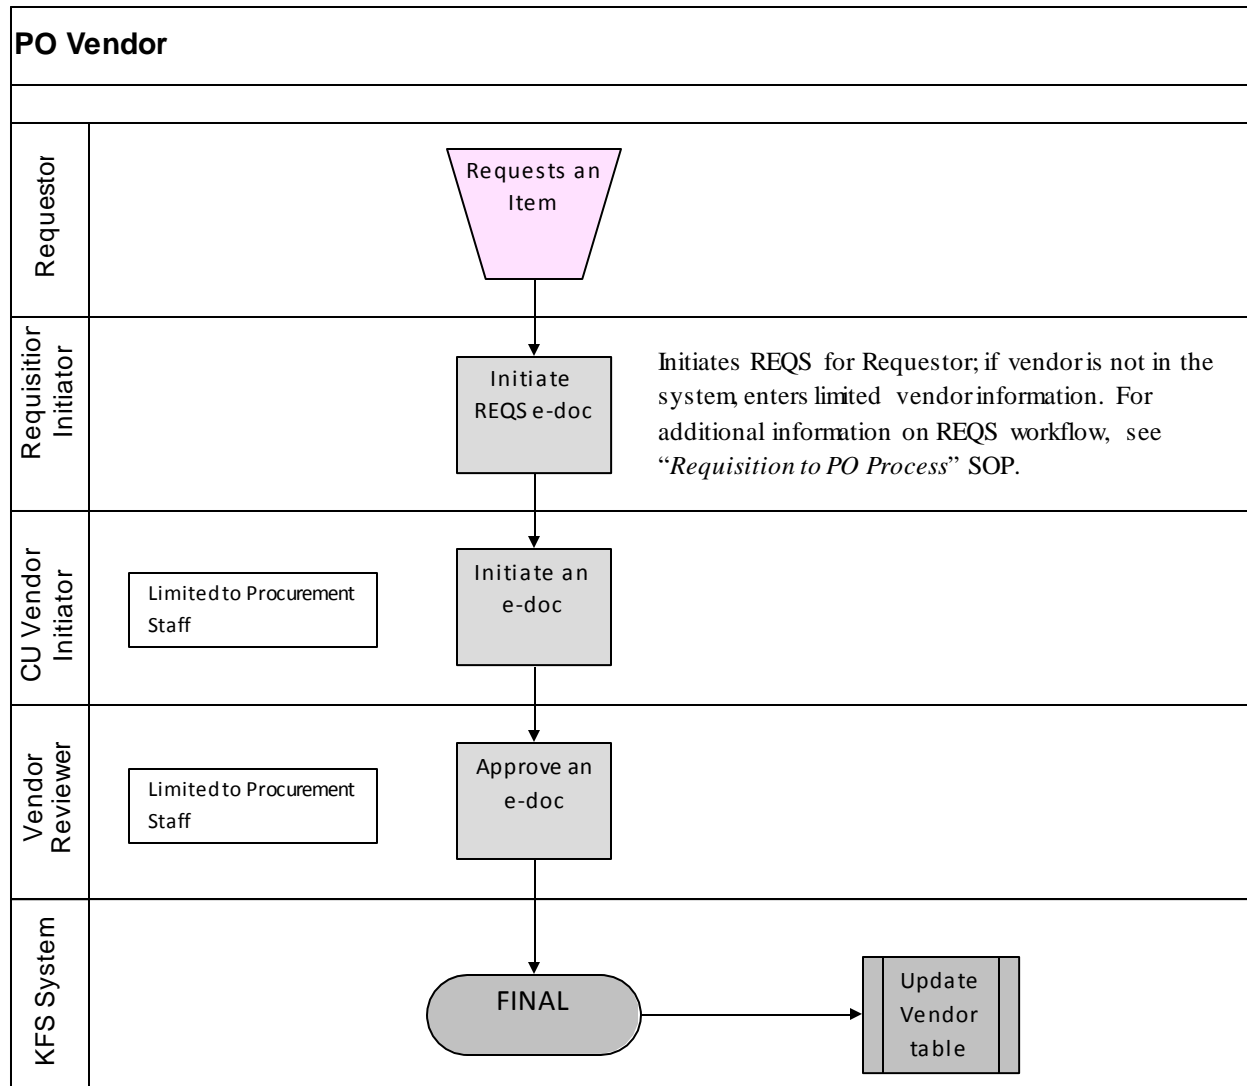 PO Vendor
Requestor
Requests an
Item
Requisitior
Initiator
Initiate
REQS e-doc
Initiates REQS for Requestor; if vendor is not in the
system, enters limited vendor information. For
additional information on REQS workflow, see
“Requisition to PO Process” SOP.
CU Vendor
Initiator
Limited to Procurement
Staff
Initiate an
e-doc
Vendor
Reviewer
Limited to Procurement
Staff
Approve an
e-doc
KFS System
FINAL
Update
Vendor
table